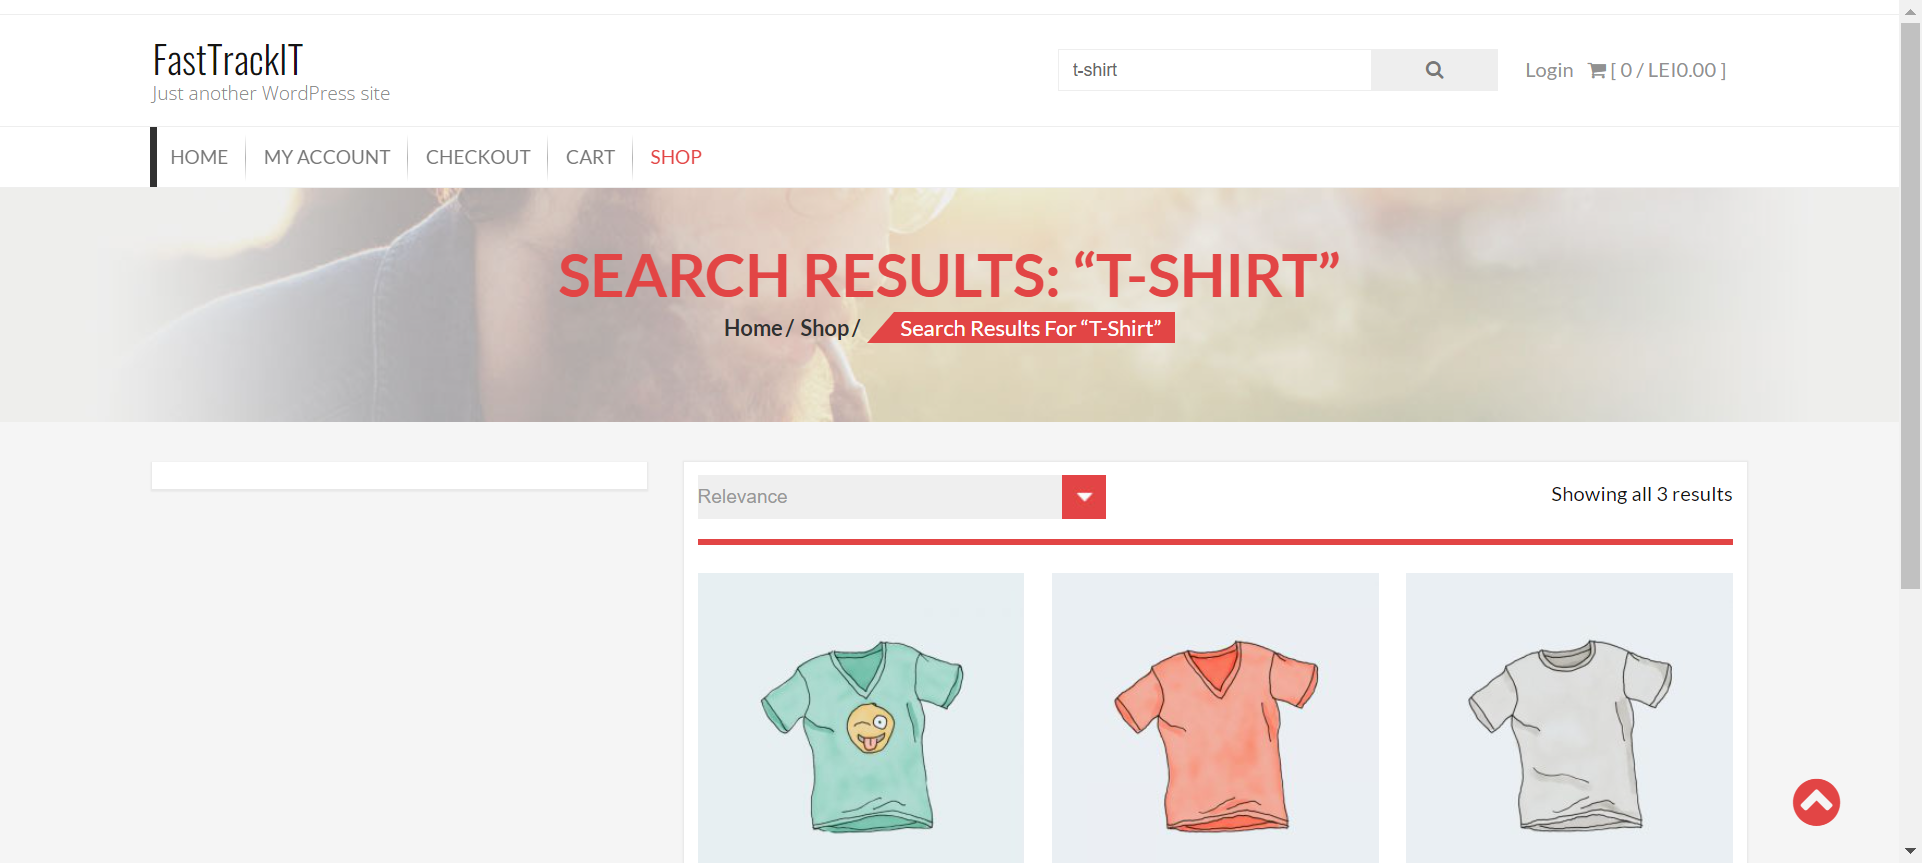 FastTrackIT
Just another WordPress site
t-shirt
Login [ 0 / LEI0.00 ]
HOME MY ACCOUNT CHECKOUT CART SHOP
SEARCH RESULTS: “T-SHIRT”
Home / Shop / Search Results For “T-Shirt”
Relevance
Showing all 3 results